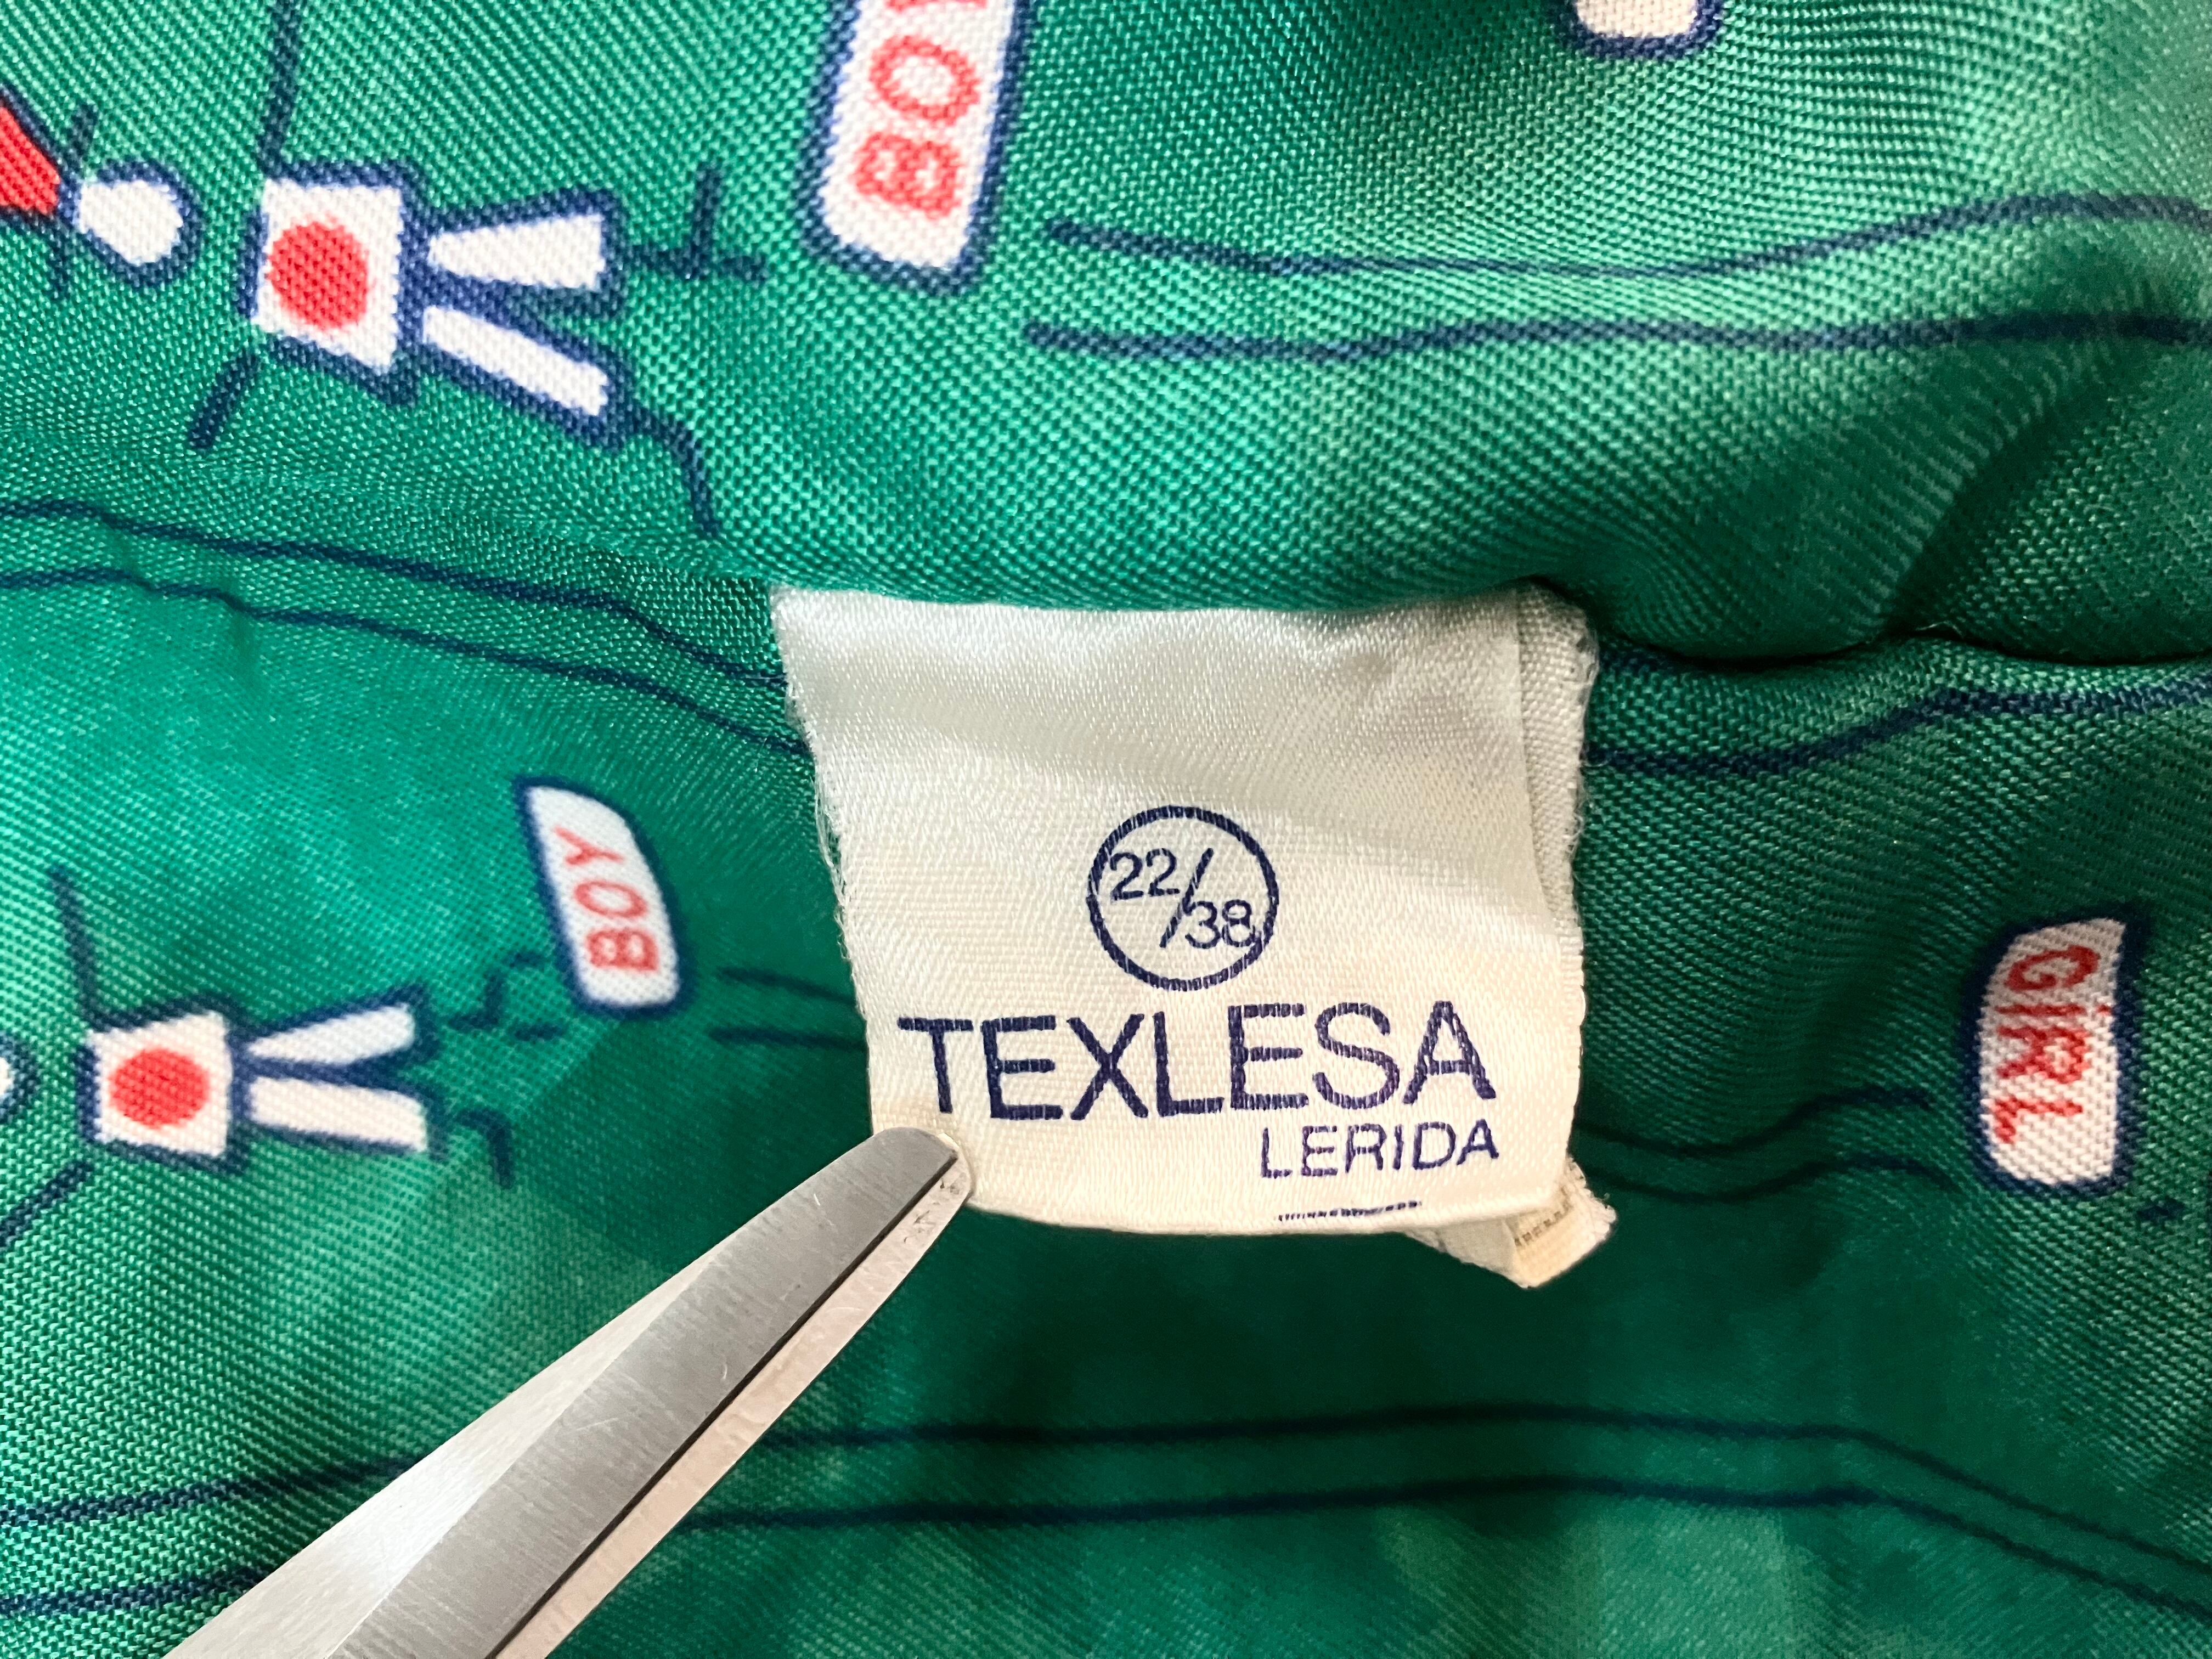 BOY
22/38
BOY
GIRL
TEXLESA
LERIDA